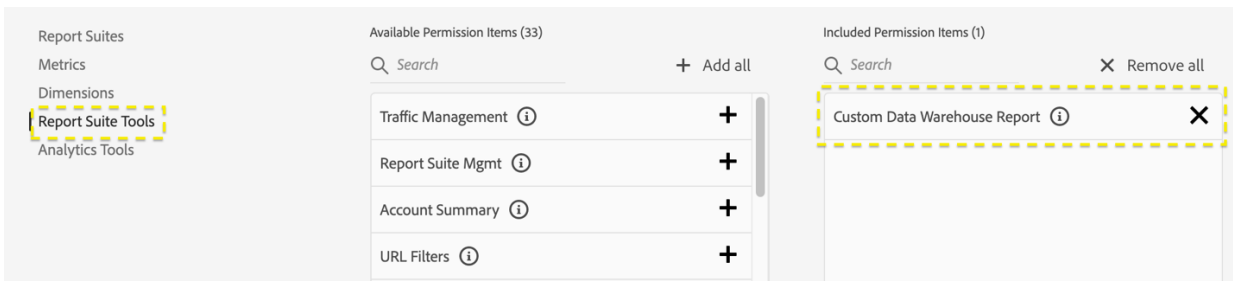 Report Suites
Metrics
Dimensions
Report Suite Tools
Analytics Tools
Available Permission Items (33)
Search
Add all
Traffic Management
Report Suite Mgmt
Account Summary
URL Filters
Included Permission Items (1)
Search
Remove all
Custom Data Warehouse Report